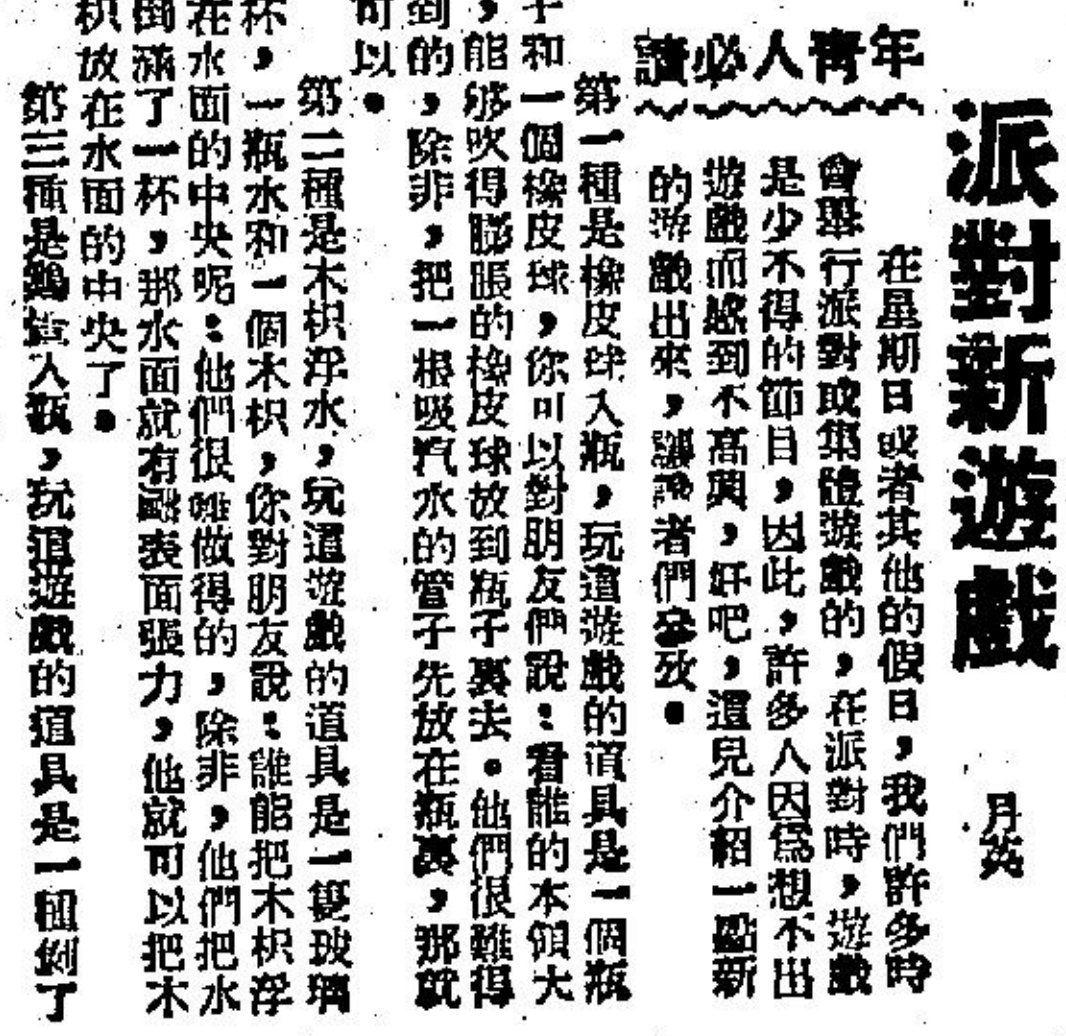 派對新遊戲
月英
年青人必讀
在星期日或者其他的假日，我們許多時
會舉行派對或集體遊戲的，在派對時，遊戲
是少不得的節目，因此，許多人因爲想不出
遊戲而感到不高興，好吧，這兒介紹一點新
的游戲出來，讓讀者們參攷。
第一種是橡皮球入瓶，玩這遊戲的道具是一個瓶
子和一個橡皮球，你可以對朋友們說：看誰的本領大
，能够吹得膨脹的橡皮球放到瓶子裏去。他們很難得
到的，除非，把一根吸汽水的管子先放在瓶裏，那就
可以。
第二種是木枳浮水，玩這遊戲的道具是一隻玻璃
杯，一瓶水和一個木枳，你對朋友說：誰能把木枳浮
在水面的中央呢：他們很難做得的，除非，他們把水
倒滿了一杯，那水面就有表面張力，他就可以把木
枳放在水面的中央了。
第三種是鷄蛋入瓶，玩這遊戲的道具是一種倒了